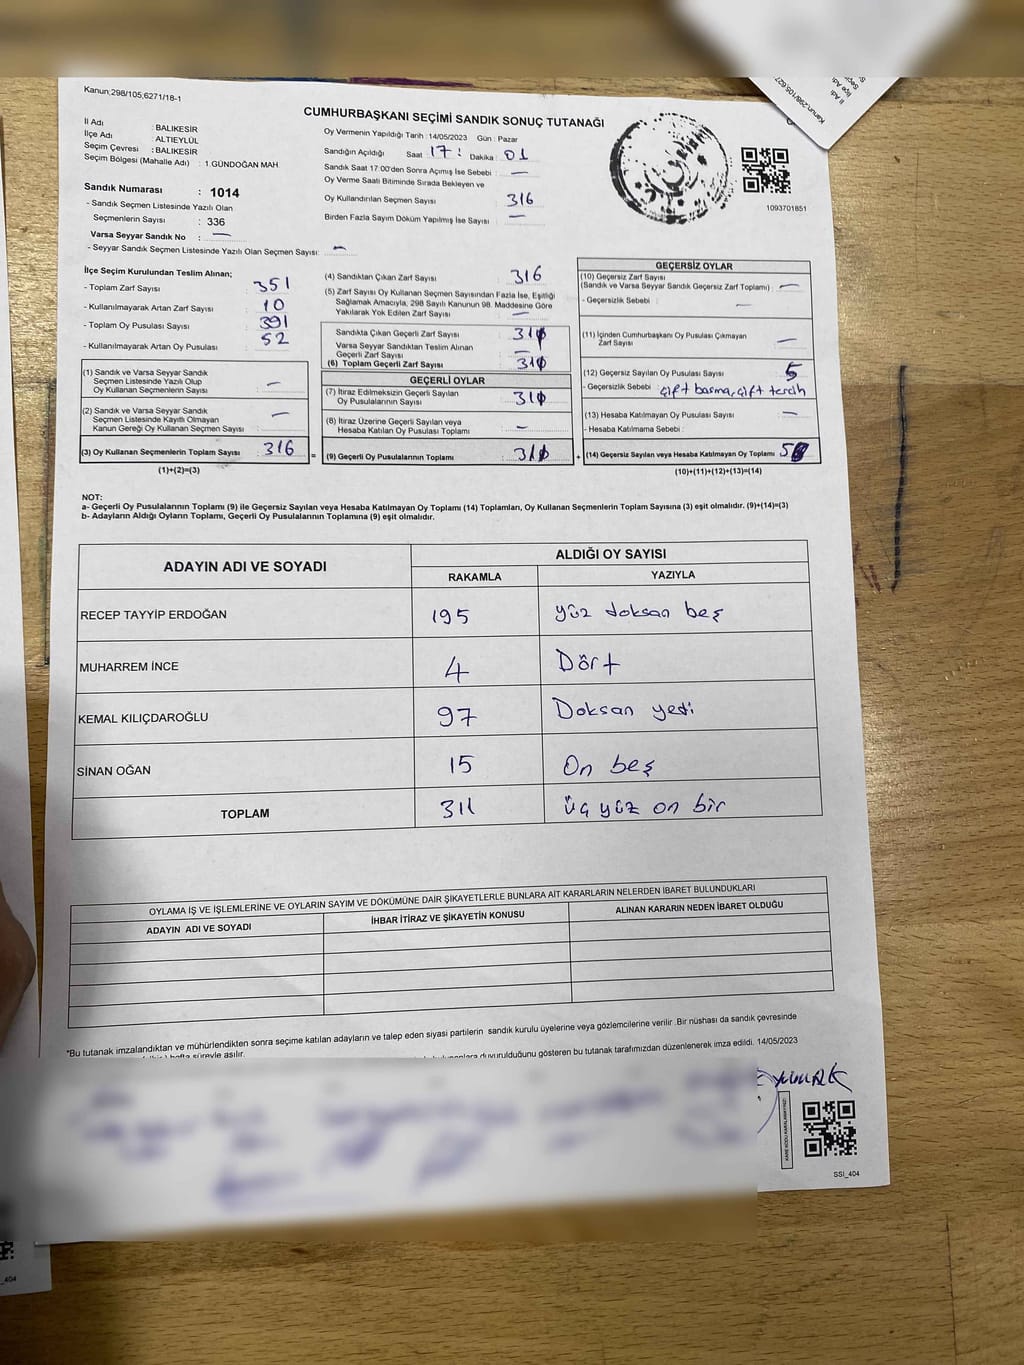 Kanun:298/105,6271/18-1
CUMHURBAŞKANI SEÇİMİ SANDIK SONUÇ TUTANAĞI
İl Adı : BALIKESİR
İlçe Adı : ALTIEYLÜL
Seçim Çevresi : BALIKESİR
Seçim Bölgesi (Mahalle Adı) : 1.GÜNDOĞAN MAH
Sandık Numarası : 1014
- Sandık Seçmen Listesinde Yazılı Olan
Seçmenlerin Sayısı : 336
Varsa Seyyar Sandık No : —
- Seyyar Sandık Seçmen Listesinde Yazılı Olan Seçmen Sayısı: —
Oy Vermenin Yapıldığı Tarih : 14/05/2023 Gün : Pazar
Sandığın Açıldığı Saat 17 : Dakika : 01
Sandık Saat 17:00'den Sonra Açımış İse Sebebi : —
Oy Verme Saati Bitiminde Sırada Bekleyen ve
Oy Kullandırılan Seçmen Sayısı : 316
Birden Fazla Sayım Döküm Yapılmış İse Sayısı : —
1093701851
İlçe Seçim Kurulundan Teslim Alınan;
- Toplam Zarf Sayısı : 351
- Kullanılmayarak Artan Zarf Sayısı : 10
- Toplam Oy Pusulası Sayısı : 391
- Kullanılmayarak Artan Oy Pusulası : 52
(1) Sandık ve Varsa Seyyar Sandık
Seçmen Listesinde Yazılı Olup
Oy Kullanan Seçmenlerin Sayısı : —
(2) Sandık ve Varsa Seyyar Sandık
Seçmen Listesinde Kayıtlı Olmayan
Kanun Gereği Oy Kullanan Seçmen Sayısı : —
(3) Oy Kullanan Seçmenlerin Toplam Sayısı : 316
(1)+(2)=(3)
(4) Sandıktan Çıkan Zarf Sayısı : 316
(5) Zarf Sayısı Oy Kullanan Seçmen Sayısından Fazla İse, Eşitliği
Sağlamak Amacıyla, 298 Sayılı Kanunun 98. Maddesine Göre
Yakılarak Yok Edilen Zarf Sayısı : —
Sandıkta Çıkan Geçerli Zarf Sayısı :
Varsa Seyyar Sandıktan Teslim Alınan
Geçerli Zarf Sayısı : —
(6) Toplam Geçerli Zarf Sayısı :
GEÇERLİ OYLAR
(7) İtiraz Edilmeksizin Geçerli Sayılan
Oy Pusulalarının Sayısı :
(8) İtiraz Üzerine Geçerli Sayılan veya
Hesaba Katılan Oy Pusulası Toplamı : —
= (9) Geçerli Oy Pusulalarının Toplamı :
GEÇERSİZ OYLAR
(10) Geçersiz Zarf Sayısı
(Sandık ve Varsa Seyyar Sandık Geçersiz Zarf Toplamı) : —
- Geçersizlik Sebebi : —
(11) İçinden Cumhurbaşkanı Oy Pusulası Çıkmayan
Zarf Sayısı : —
(12) Geçersiz Sayılan Oy Pusulası Sayısı : 5
- Geçersizlik Sebebi : çift basma, çift tercih
(13) Hesaba Katılmayan Oy Pusulası Sayısı : —
- Hesaba Katılmama Sebebi :
+ (14) Geçersiz Sayılan veya Hesaba Katılmayan Oy Toplamı : 5
(10)+(11)+(12)+(13)=(14)
NOT:
a- Geçerli Oy Pusulalarının Toplamı (9) ile Geçersiz Sayılan veya Hesaba Katılmayan Oy Toplamı (14) Toplamları, Oy Kullanan Seçmenlerin Toplam Sayısına (3) eşit olmalıdır. (9)+(14)=(3)
b- Adayların Aldığı Oyların Toplamı, Geçerli Oy Pusulalarının Toplamına (9) eşit olmalıdır.
ADAYIN ADI VE SOYADI
ALDIĞI OY SAYISI
RAKAMLA YAZIYLA
RECEP TAYYİP ERDOĞAN 195 yüz doksan beş
MUHARREM İNCE 4 Dört
KEMAL KILIÇDAROĞLU 97 Doksan yedi
SİNAN OĞAN 15 On beş
TOPLAM 311 üç yüz on bir
OYLAMA İŞ VE İŞLEMLERİNE VE OYLARIN SAYIM VE DÖKÜMÜNE DAİR ŞİKAYETLERLE BUNLARA AİT KARARLARIN NELERDEN İBARET BULUNDUKLARI
ADAYIN ADI VE SOYADI İHBAR İTİRAZ VE ŞİKAYETİN KONUSU ALINAN KARARIN NEDEN İBARET OLDUĞU
*Bu tutanak imzalandıktan ve mühürlendikten sonra seçime katılan adayların ve talep eden siyasi partilerin sandık kurulu üyelerine veya gözlemcilerine verilir .Bir nüshası da sandık çevresinde
hafta süreyle asılır.
duyurulduğunu gösteren bu tutanak tarafımızdan düzenlenerek imza edildi. 14/05/2023
SSİ_404